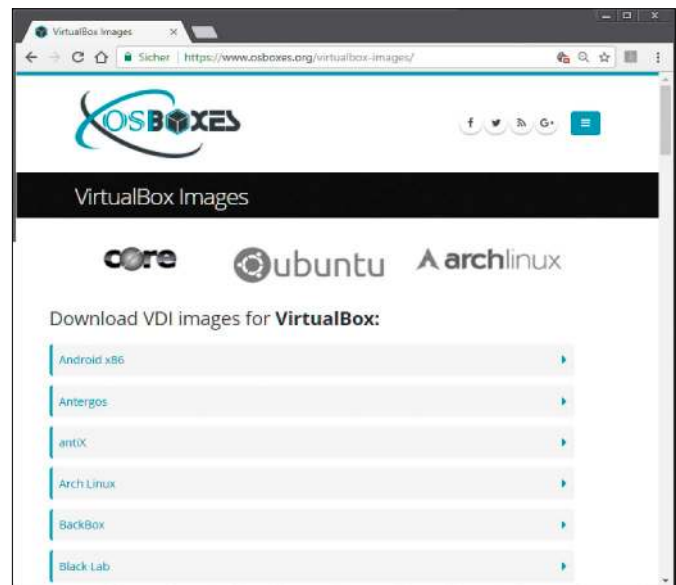 VirtualBox Images
Sicher https://www.osboxes.org/virtualbox-images/
OSBOXES
f G+
VirtualBox Images
core ubuntu archlinux
Download VDI images for VirtualBox:
Android x86
Antergos
antiX
Arch Linux
BackBox
Black Lab